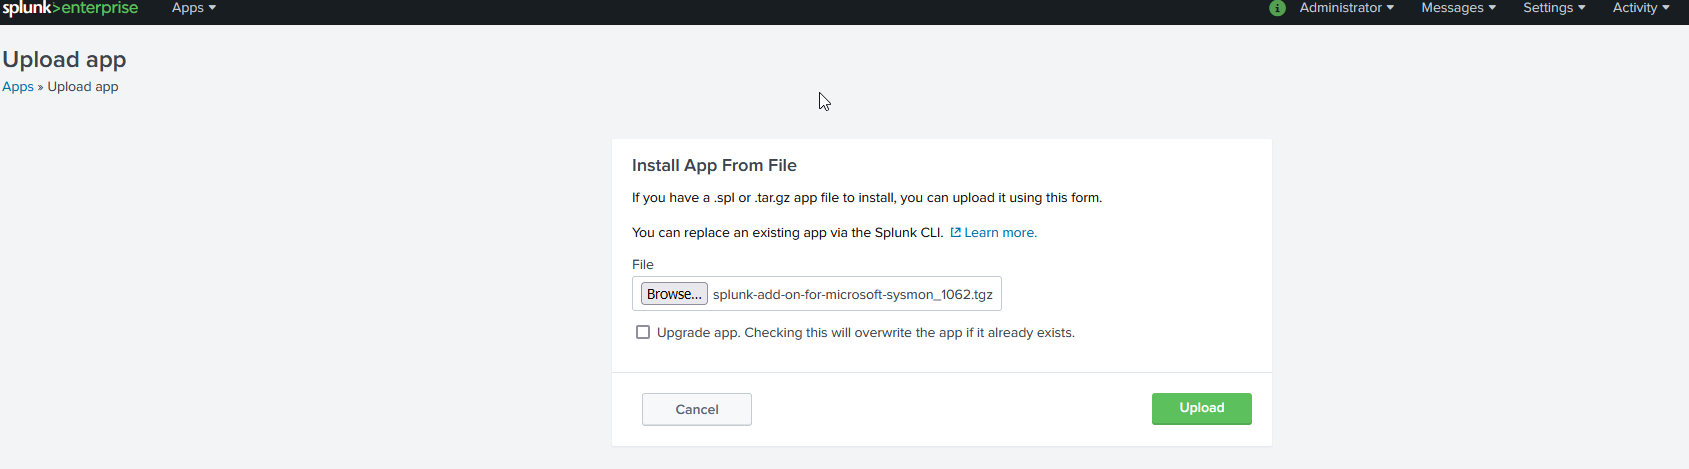 splunk>enterprise Apps Administrator Messages Settings Activity
Upload app
Apps » Upload app
Install App From File
If you have a .spl or .tar.gz app file to install, you can upload it using this form.
You can replace an existing app via the Splunk CLI. Learn more.
File
Browse... splunk-add-on-for-microsoft-sysmon_1062.tgz
Upgrade app. Checking this will overwrite the app if it already exists.
Cancel Upload